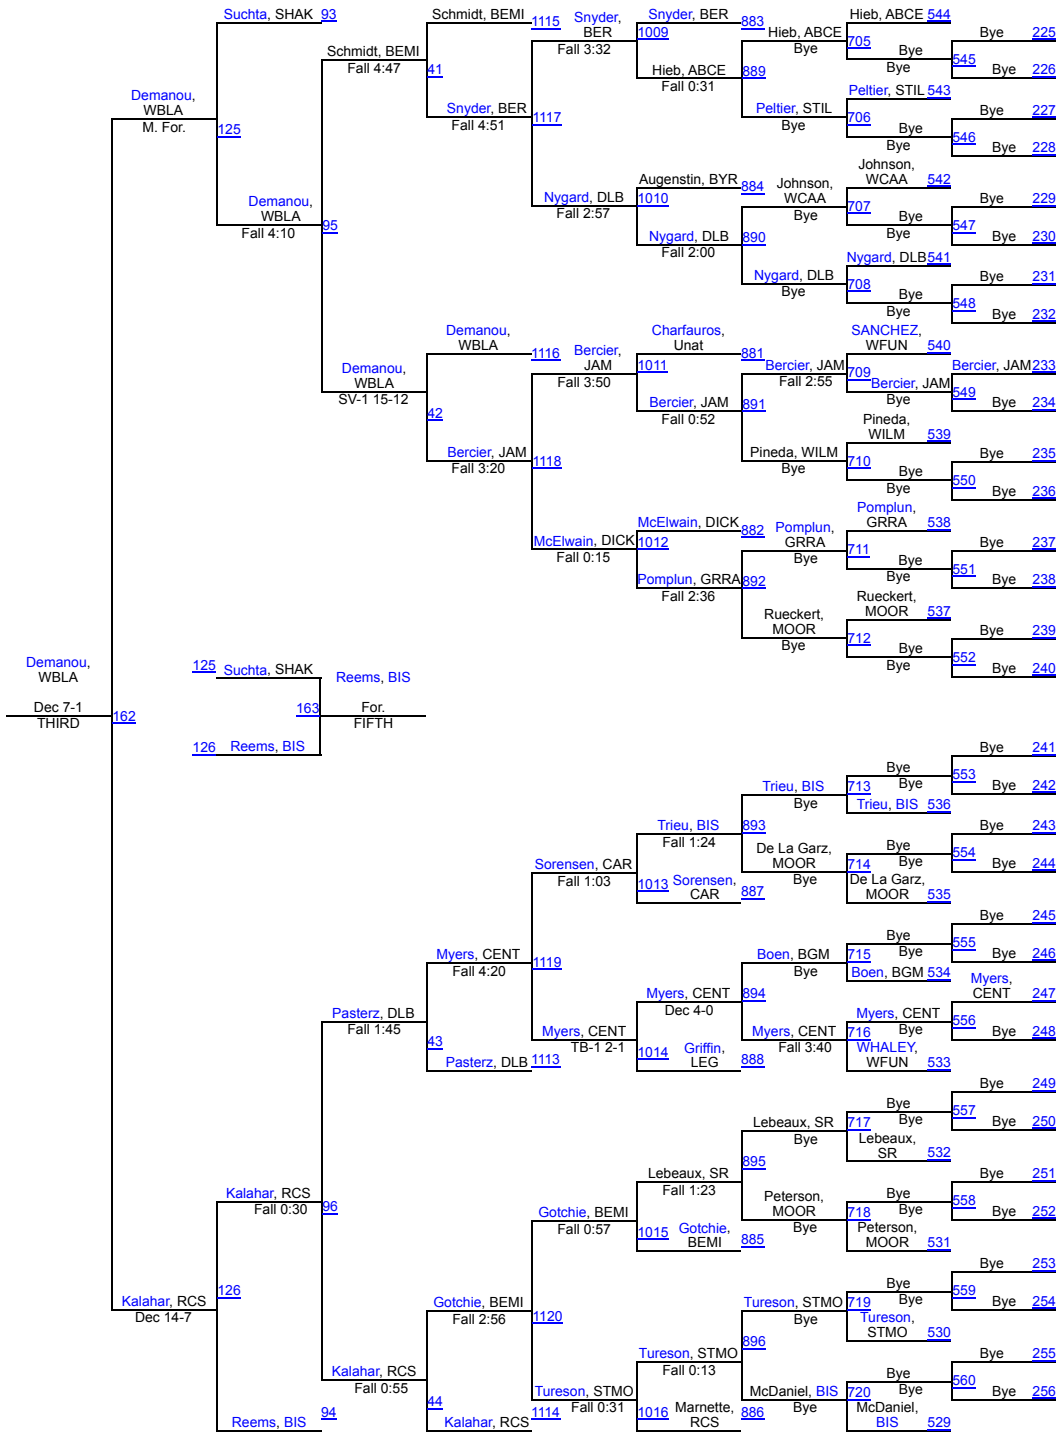 Suchta, SHAK 93
Schmidt, BEMI 1115
Snyder, BER
Fall 3:32
Snyder, BER 883
1009
Hieb, ABCE 544
Hieb, ABCE
Bye
705
Bye
Bye
Bye 225
545
Bye 226
Schmidt, BEMI
Fall 4:47
41
Hieb, ABCE
Fall 0:31
889
Peltier, STIL 543
Demanou,
WBLA
M. For.
125
Snyder, BER
Fall 4:51
1117
Peltier, STIL
Bye
706
Bye
Bye
Bye 227
546
Bye 228
Johnson,
WCAA 542
Demanou,
WBLA
Fall 4:10
95
Nygard, DLB
Fall 2:57
Augenstin, BYR 884
1010
Johnson,
WCAA
Bye
707
Bye
Bye
Bye 229
547
Bye 230
Nygard, DLB
Fall 2:00
890
Nygard, DLB 541
Nygard, DLB
Bye
708
Bye
Bye
Bye 231
548
Bye 232
Demanou,
WBLA 1116
Bercier,
JAM
Fall 3:50
Charfauros,
Unat 881
1011
SANCHEZ,
WFUN 540
Demanou,
WBLA
SV-1 15-12
42
Bercier, JAM
Fall 0:52
891
Bercier, JAM
Fall 2:55
709
Bercier, JAM
Bye
Bercier, JAM 233
549
Bye 234
Pineda,
WILM 539
Bercier, JAM
Fall 3:20
1118
Pineda, WILM
Bye
710
Bye
Bye
Bye 235
550
Bye 236
McElwain, DICK
Fall 0:15
McElwain, DICK 882
1012
Pomplun,
GRRA
Bye
Pomplun,
GRRA 538
711
Bye
Bye
Bye 237
551
Bye 238
Pomplun, GRRA
Fall 2:36
892
Rueckert,
MOOR
Bye
Rueckert,
MOOR 537
712
Bye
Bye
Bye 239
552
Bye 240
Demanou,
WBLA
Dec 7-1
THIRD
162
125 Suchta, SHAK
Reems, BIS
163
For.
FIFTH
126 Reems, BIS
Trieu, BIS
Bye
713
Bye
Bye
Bye 241
553
Bye 242
Trieu, BIS 536
Trieu, BIS
Fall 1:24
893
Sorensen, CAR
Fall 1:03
1013
Sorensen,
CAR 887
De La Garz,
MOOR
Bye
714
Bye
Bye
Bye 243
554
Bye 244
De La Garz,
MOOR 535
Myers, CENT
Fall 4:20
1119
Boen, BGM
Bye
715
Bye
Bye
Bye 245
555
Bye 246
Boen, BGM 534
Pasterz, DLB
Fall 1:45
43
Pasterz, DLB 1113
Myers, CENT
TB-1 2-1
Myers, CENT
Dec 4-0
894
1014
Griffin,
LEG 888
Myers, CENT
Fall 3:40
716
Myers, CENT
Bye
Myers,
CENT 247
556
Bye 248
WHALEY,
WFUN 533
Lebeaux, SR
Bye
717
Bye
Bye
Bye 249
557
Bye 250
Lebeaux,
SR 532
Kalahar, RCS
Fall 0:30
96
Gotchie, BEMI
Fall 0:57
Lebeaux, SR
Fall 1:23
895
1015
Gotchie,
BEMI 885
Peterson,
MOOR
Bye
718
Bye
Bye
Bye 251
558
Bye 252
Peterson,
MOOR 531
Kalahar, RCS
Dec 14-7
126
Gotchie, BEMI
Fall 2:56
1120
Tureson, STMO
Bye
719
Bye
Bye
Bye 253
559
Bye 254
Tureson,
STMO 530
Kalahar, RCS
Fall 0:55
44
Kalahar, RCS 1114
Tureson, STMO
Fall 0:31
Tureson, STMO
Fall 0:13
896
1016
Marnette,
RCS 886
McDaniel, BIS
Bye
720
Bye
Bye
Bye 255
560
Bye 256
McDaniel,
BIS 529
Reems, BIS 94